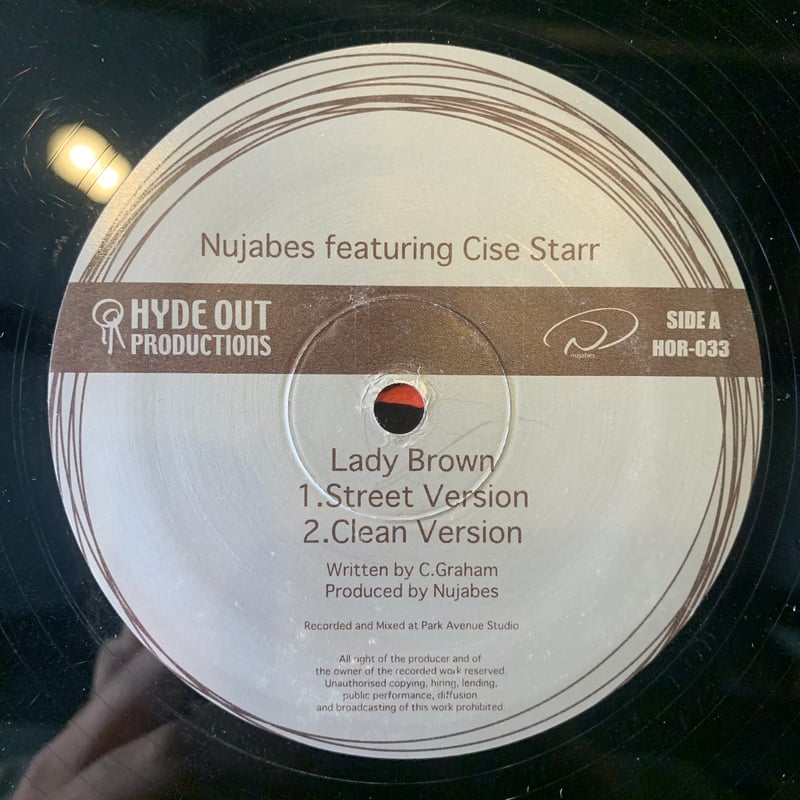 Nujabes featuring Cise Starr
HYDE OUT
PRODUCTIONS
nujabes
SIDE A
HOR-033
Lady Brown
1.Street Version
2.Clean Version
Written by C.Graham
Produced by Nujabes
Recorded and Mixed at Park Avenue Studio
All right of the producer and of
the owner of the recorded work reserved.
Unauthorised copying, hiring, lending,
public performance, diffusion
and broadcasting of this work prohibited.